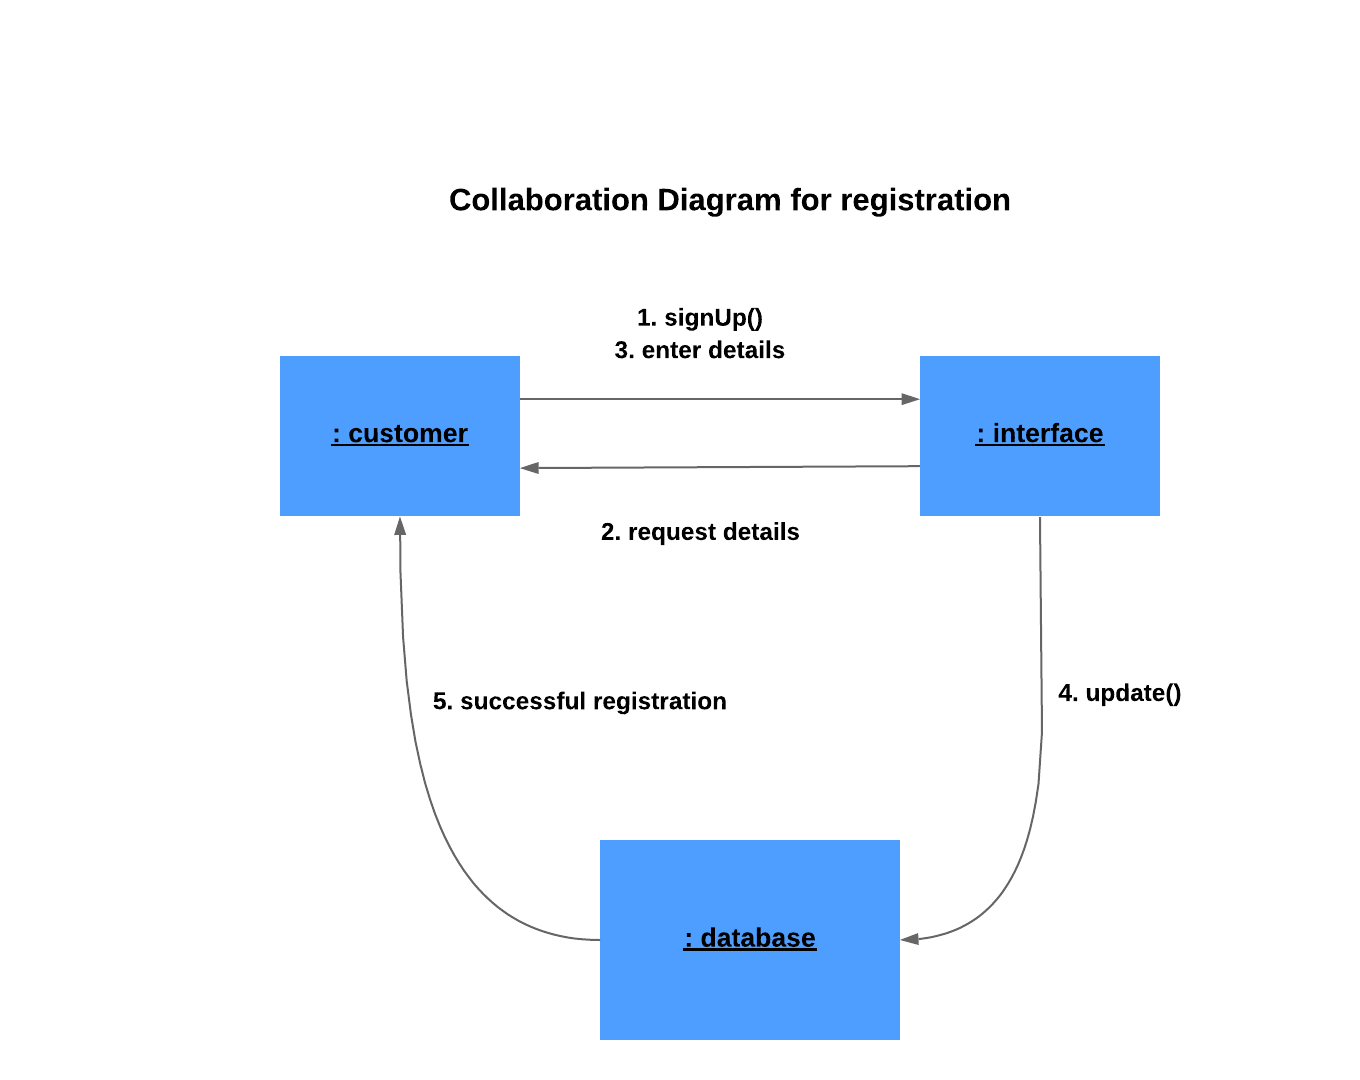 Collaboration Diagram for registration
1. signUp()
3. enter details
: customer
: interface
2. request details
5. successful registration
4. update()
: database